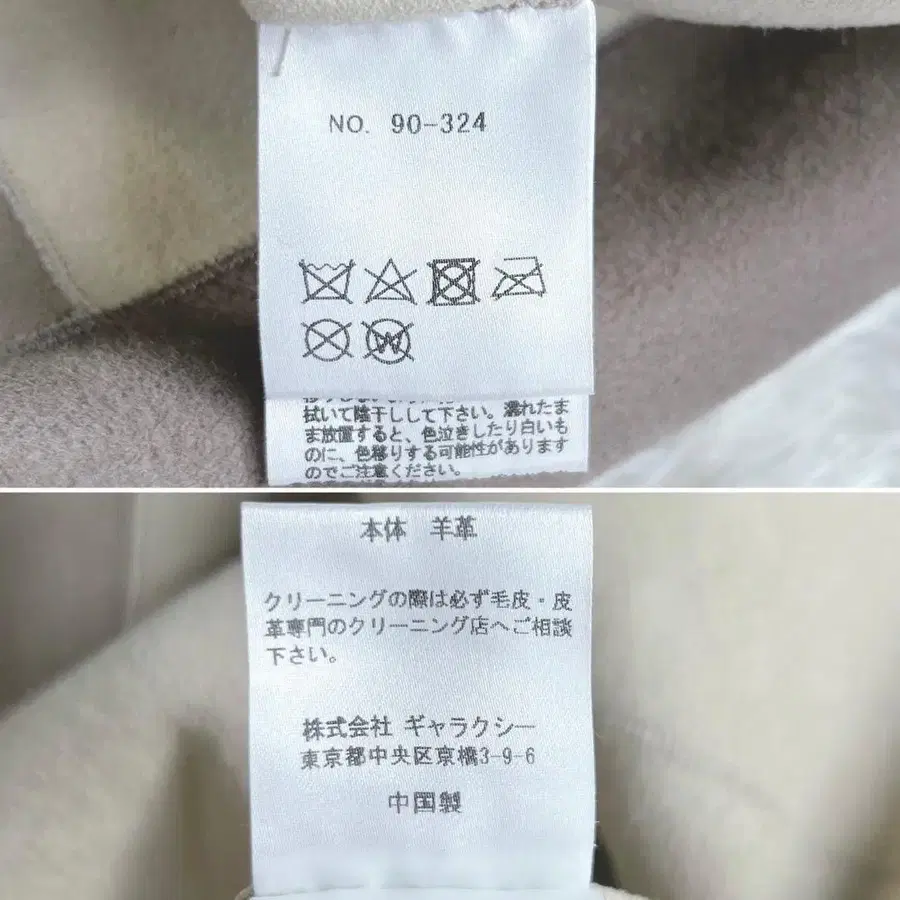 NO. 90-324
拭いて陰干しして下さい。濡れたま
ま放置すると、色泣きしたり白いも
のに、色移りする可能性があります
のでご注意ください。
本体 羊革
クリーニングの際は必ず毛皮・皮
革専門のクリーニング店へご相談
下さい。
株式会社 ギャラクシー
東京都中央区京橋3-9-6
中国製